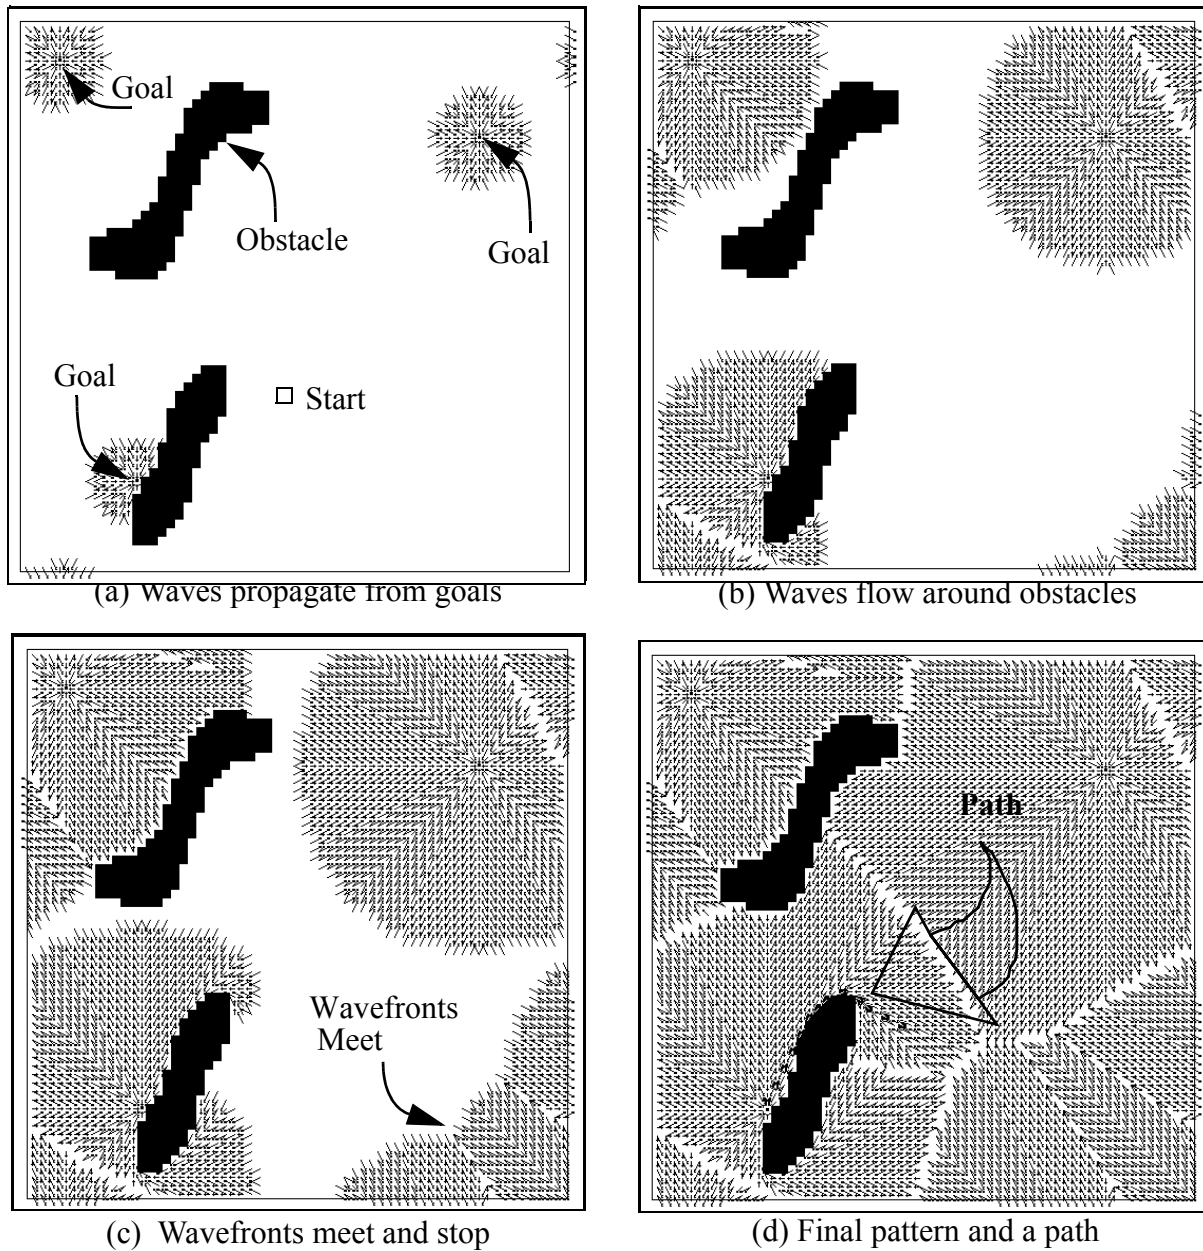 Goal
Obstacle
Goal
Goal
Start
(a) Waves propagate from goals
(b) Waves flow around obstacles
Wavefronts
Meet
(c) Wavefronts meet and stop
Path
(d) Final pattern and a path